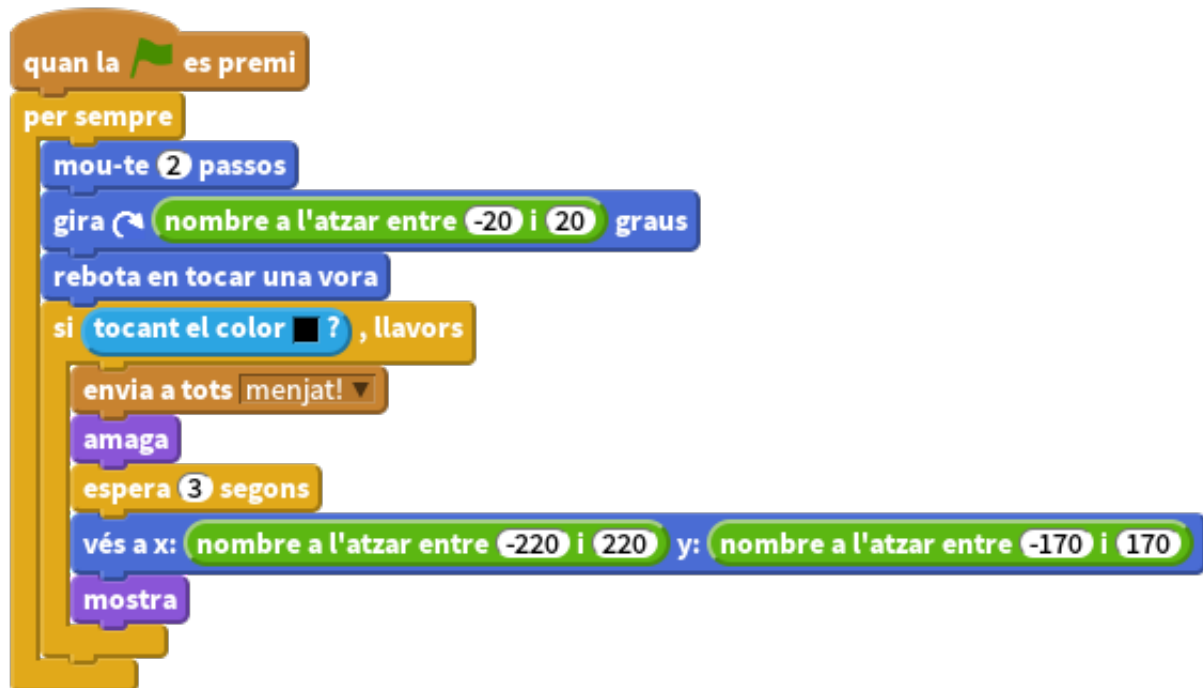 quan la es premi
per sempre
mou-te 2 passos
gira nombre a l'atzar entre -20 i 20 graus
rebota en tocar una vora
si tocant el color ? , llavors
envia a tots menjat!
amaga
espera 3 segons
vés a x: nombre a l'atzar entre -220 i 220 y: nombre a l'atzar entre -170 i 170
mostra